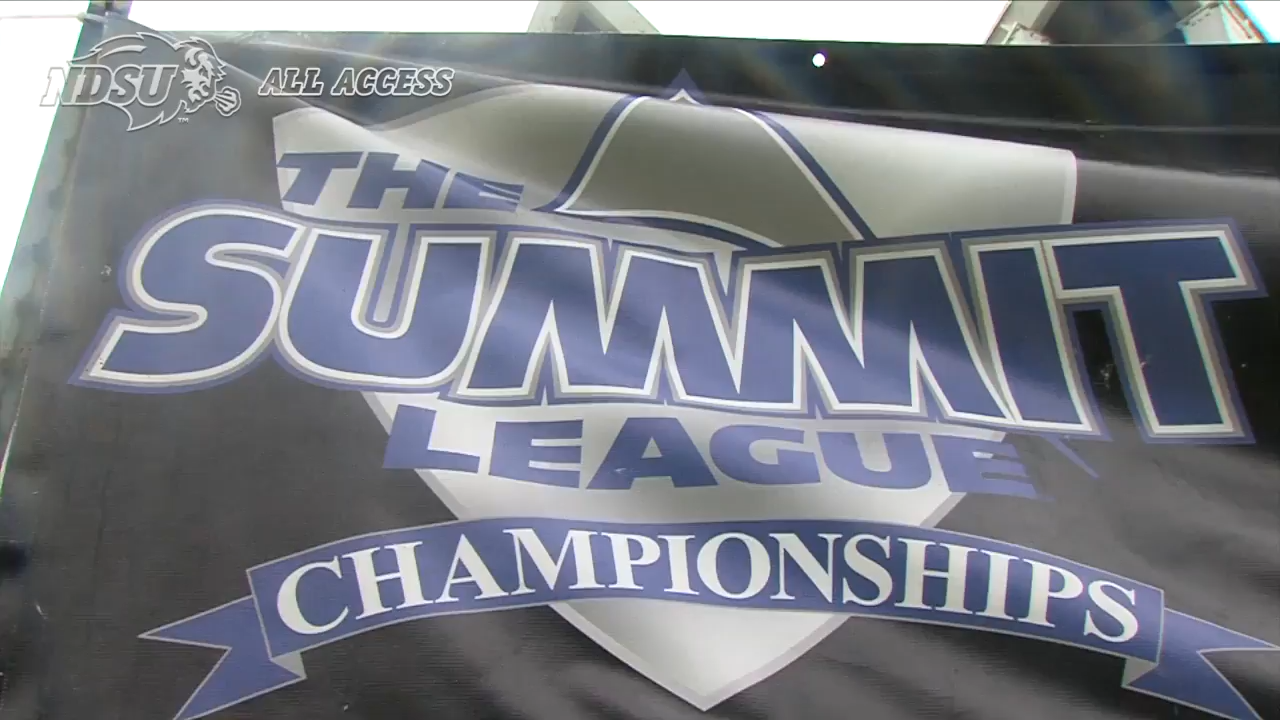 NDSU ALL ACCESS
THE
SUMMIT
LEAGUE
CHAMPIONSHIPS